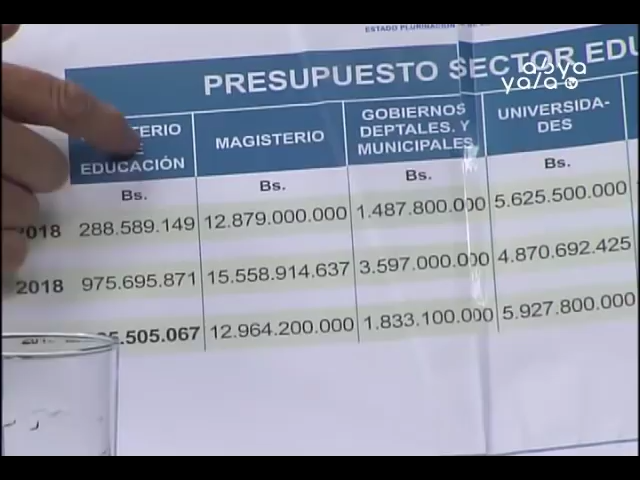 abya
yala tv
ESTADO PLURINACION
PRESUPUESTO SECTOR EDU
TERIO
EDUCACIÓN
MAGISTERIO
GOBIERNOS
DEPTALES. Y
MUNICIPALES
UNIVERSIDA-
DES
Bs. Bs. Bs. Bs.
2018 288.589.149 12.879.000.000 1.487.800.000 5.625.500.000
2018 975.695.871 15.558.914.637 3.597.000.000 4.870.692.425
5.505.067 12.964.200.000 1.833.100.000 5.927.800.000